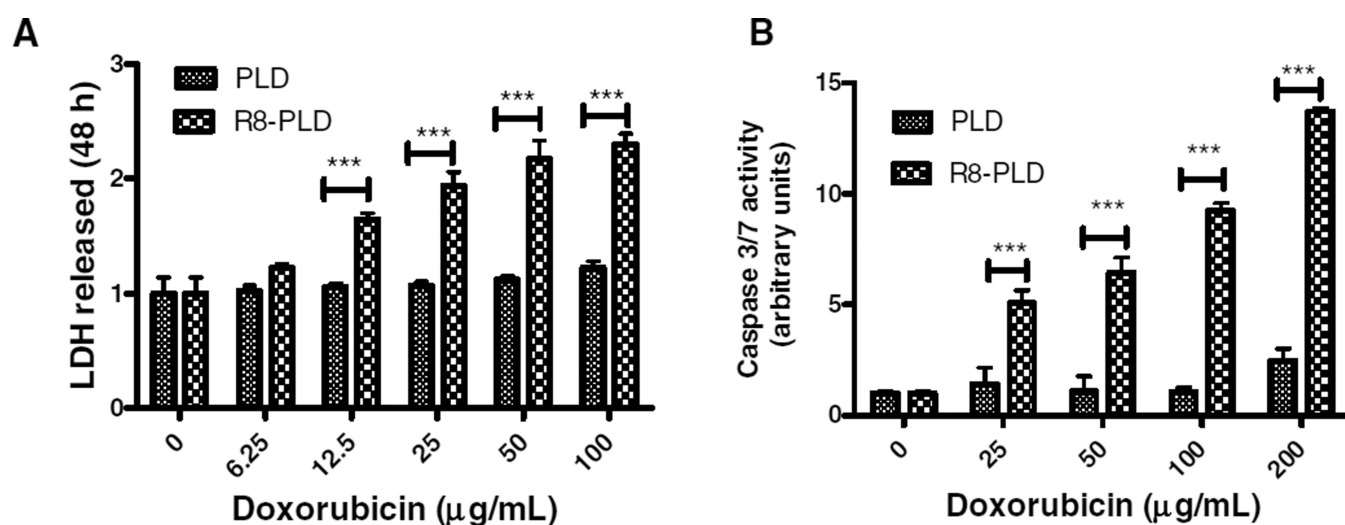 A
LDH released (48 h)
3
2
1
0
PLD
R8-PLD
***
***
***
***
0
6.25
12.5
25
50
100
Doxorubicin (μg/mL)
B
Caspase 3/7 activity
(arbitrary units)
15
10
5
0
PLD
R8-PLD
***
***
***
***
0
25
50
100
200
Doxorubicin (μg/mL)